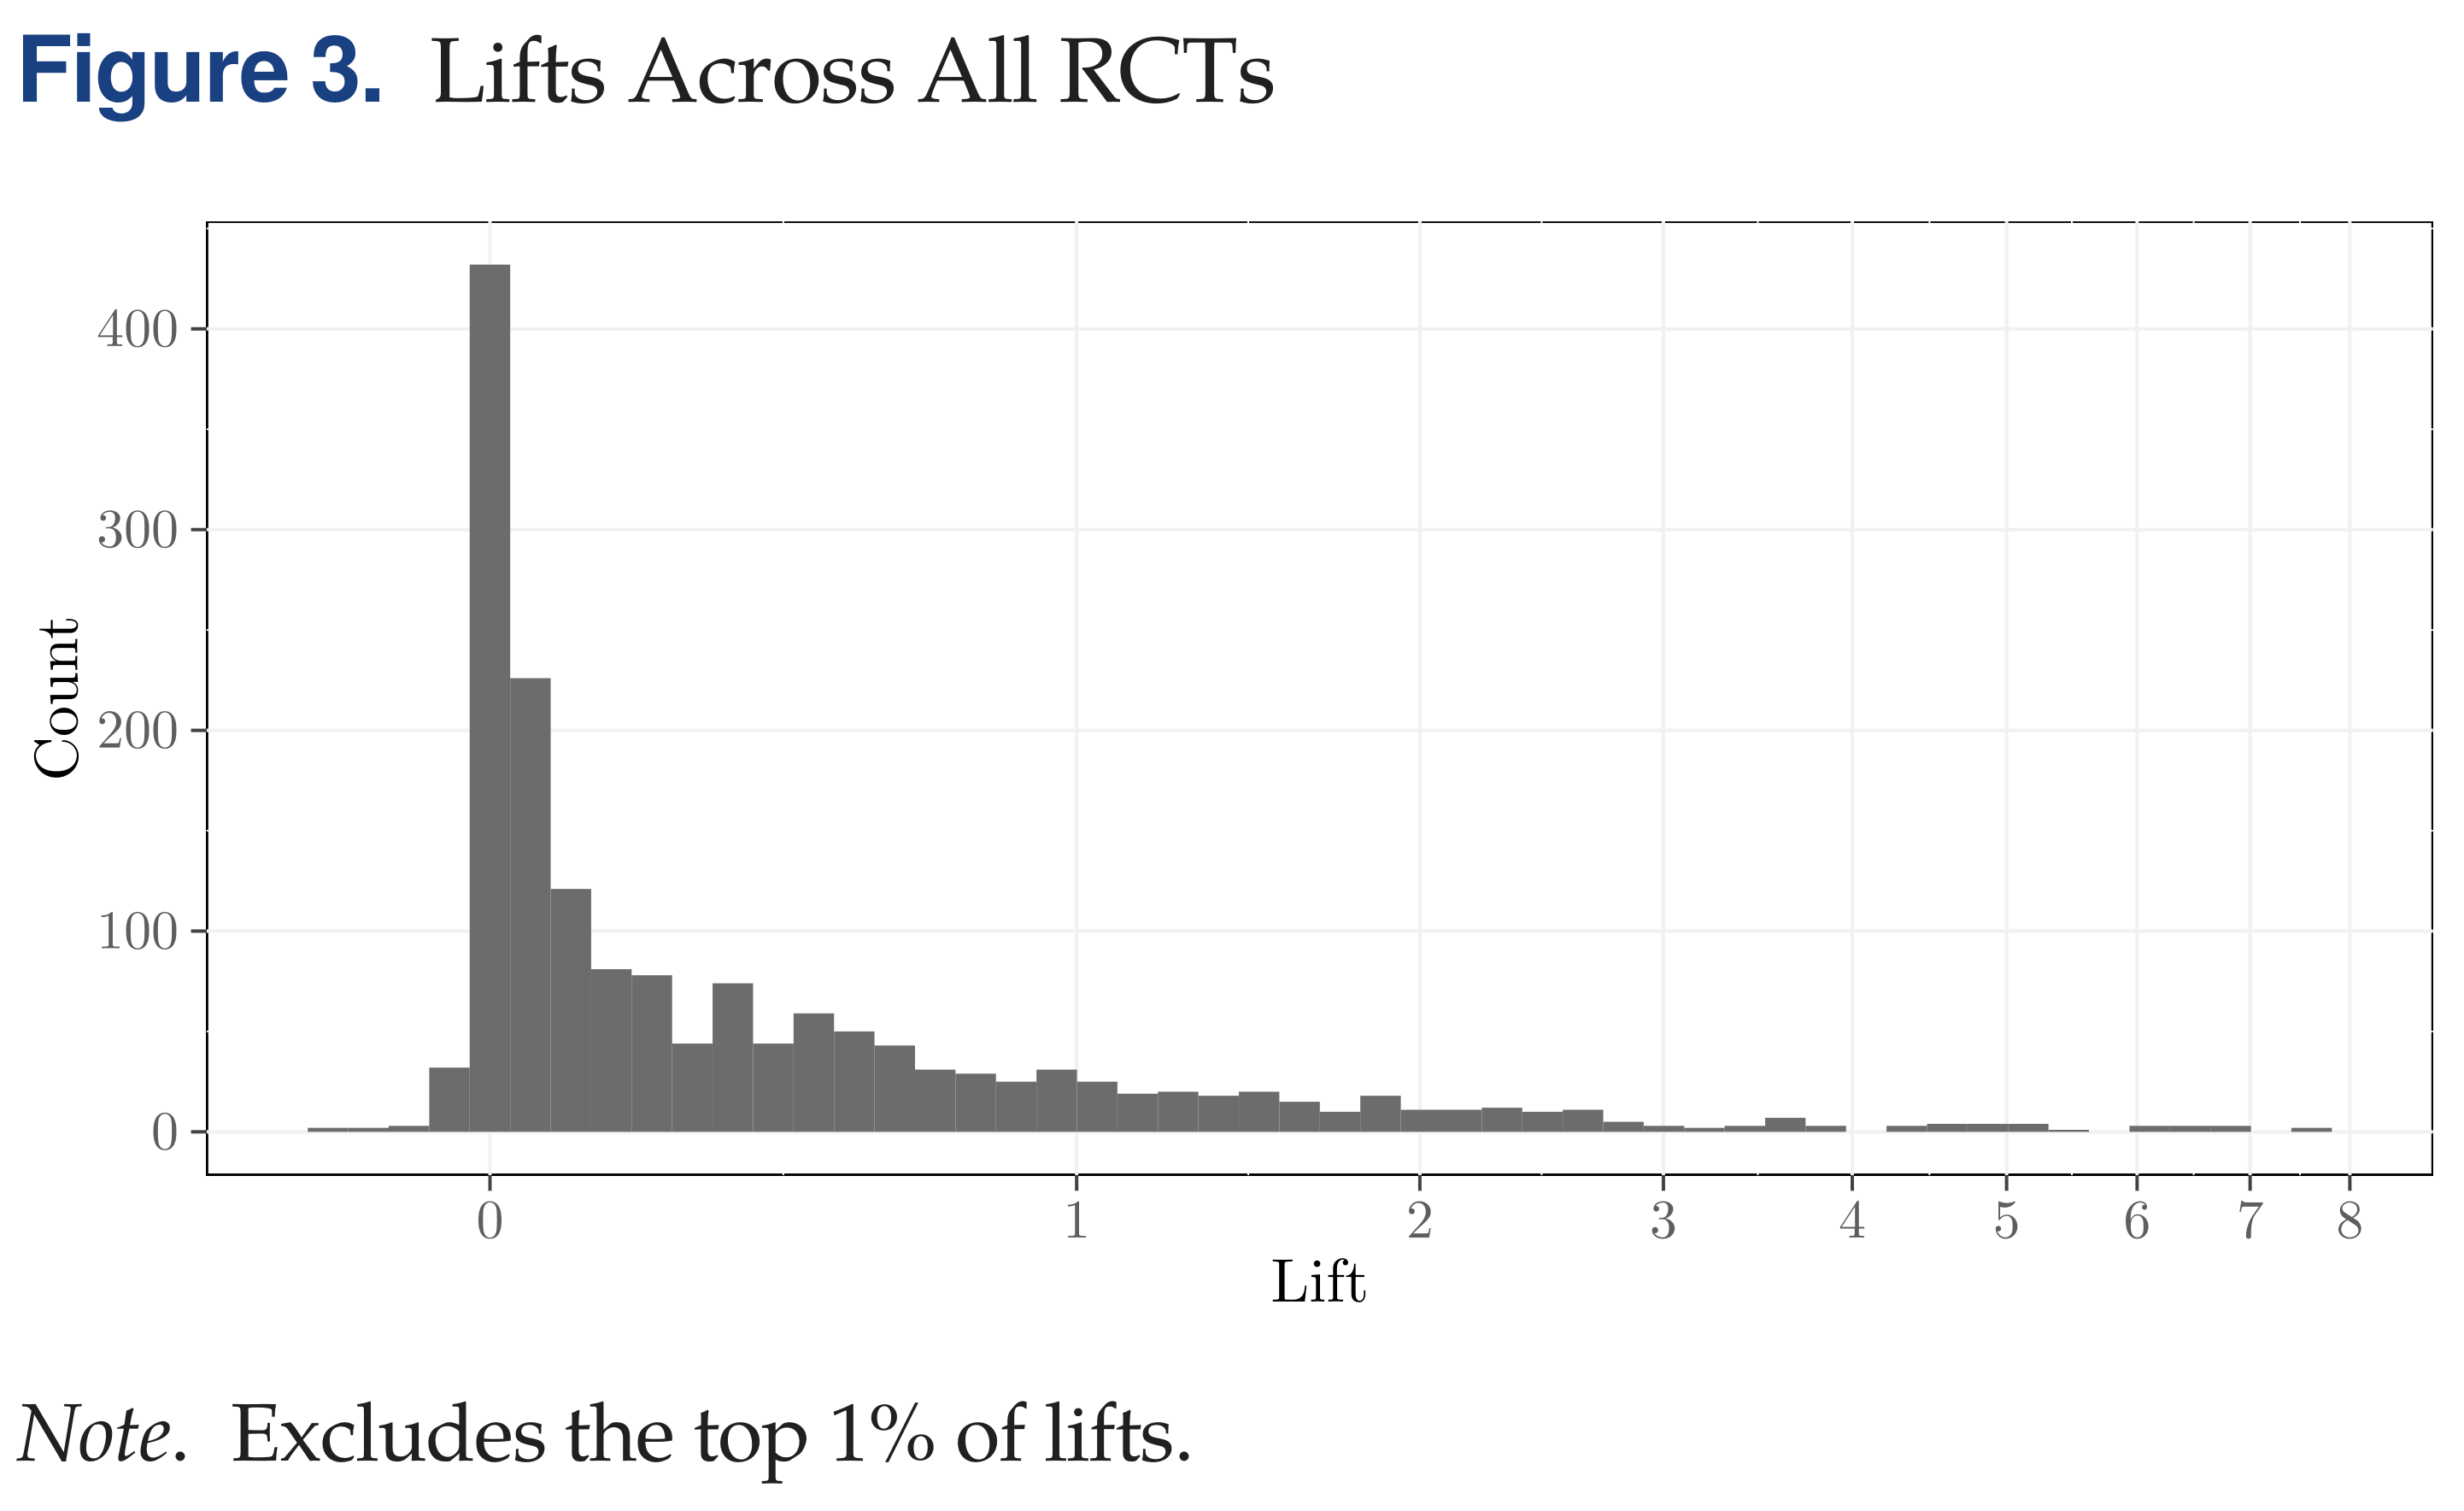 Figure 3. Lifts Across All RCTs
400
300
200
100
0
Count
0 1 2 3 4 5 6 7 8
Lift
Note. Excludes the top 1% of lifts.